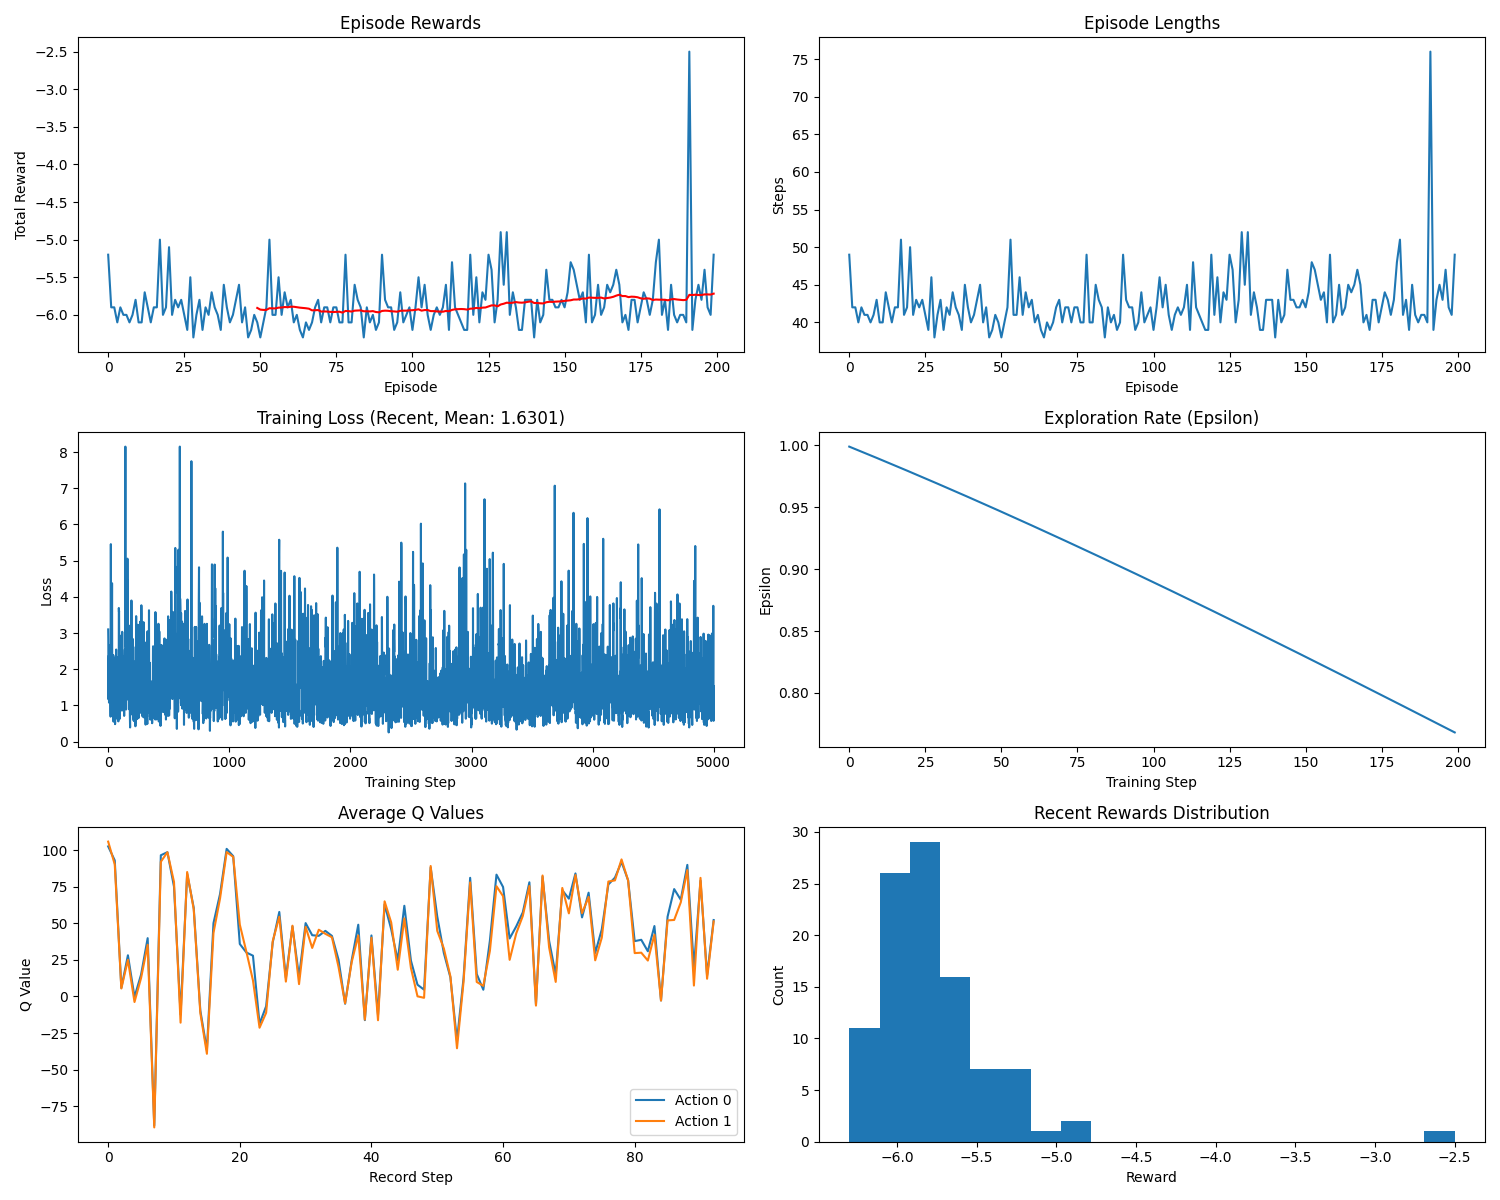 Episode Rewards
Total Reward
−2.5
−3.0
−3.5
−4.0
−4.5
−5.0
−5.5
−6.0
0 25 50 75 100 125 150 175 200
Episode
Episode Lengths
Steps
75
70
65
60
55
50
45
40
0 25 50 75 100 125 150 175 200
Episode
Training Loss (Recent, Mean: 1.6301)
Loss
8
7
6
5
4
3
2
1
0
0 1000 2000 3000 4000 5000
Training Step
Exploration Rate (Epsilon)
Epsilon
1.00
0.95
0.90
0.85
0.80
0 25 50 75 100 125 150 175 200
Training Step
Average Q Values
Q Value
100
75
50
25
0
−25
−50
−75
0 20 40 60 80
Record Step
Action 0
Action 1
Recent Rewards Distribution
Count
30
25
20
15
10
5
0
−6.0 −5.5 −5.0 −4.5 −4.0 −3.5 −3.0 −2.5
Reward